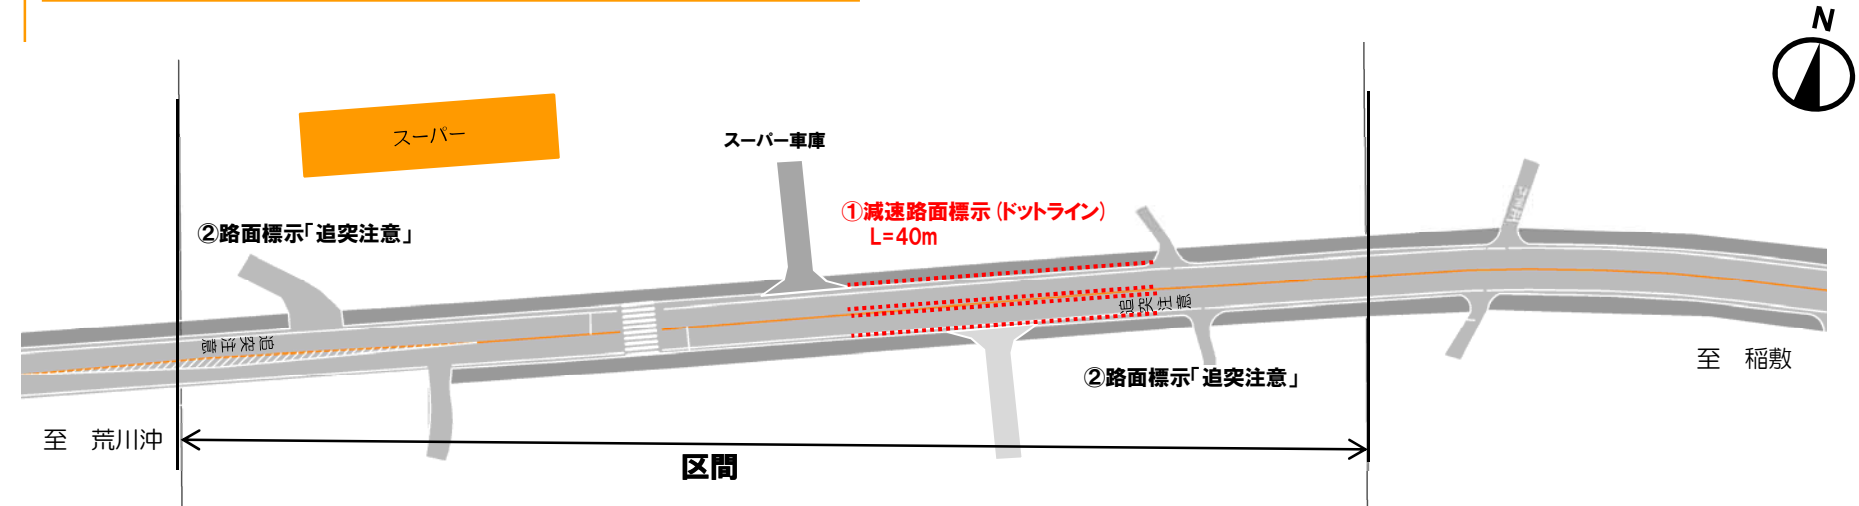 N
スーパー
スーパー車庫
①減速路面標示(ドットライン)
L=40m
②路面標示「追突注意」
追突注意
追突注意
②路面標示「追突注意」
至　稲敷
至　荒川沖
区間